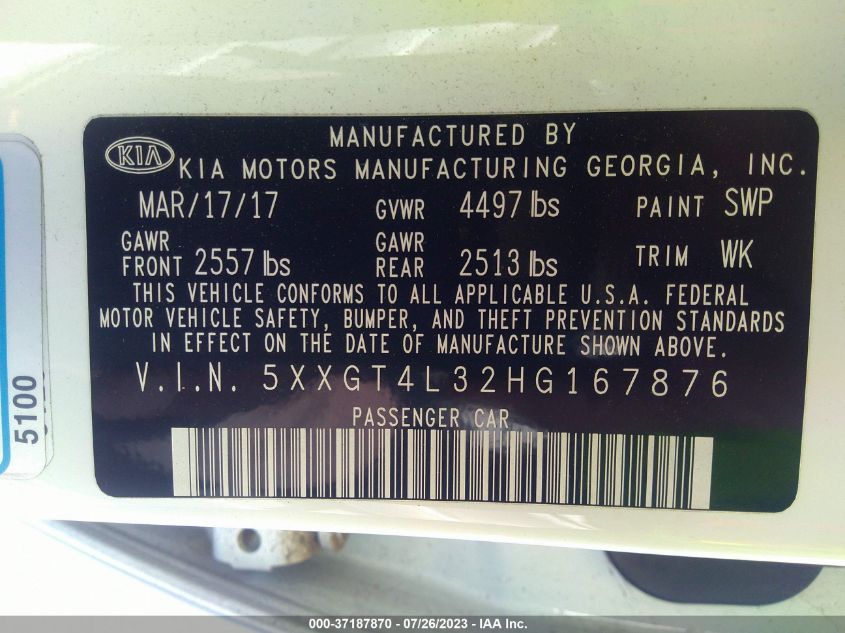 MANUFACTURED BY
KIA KIA MOTORS MANUFACTURING GEORGIA, INC.
MAR/17/17 GVWR 4497 lbs PAINT SWP
GAWR FRONT 2557 lbs GAWR REAR 2513 lbs TRIM WK
THIS VEHICLE CONFORMS TO ALL APPLICABLE U.S.A. FEDERAL
MOTOR VEHICLE SAFETY, BUMPER, AND THEFT PREVENTION STANDARDS
IN EFFECT ON THE DATE OF MANUFACTURE SHOWN ABOVE.
V.I.N. 5XXGT4L32HG167876
PASSENGER CAR
5100
000-37187870 - 07/26/2023 - IAA Inc.